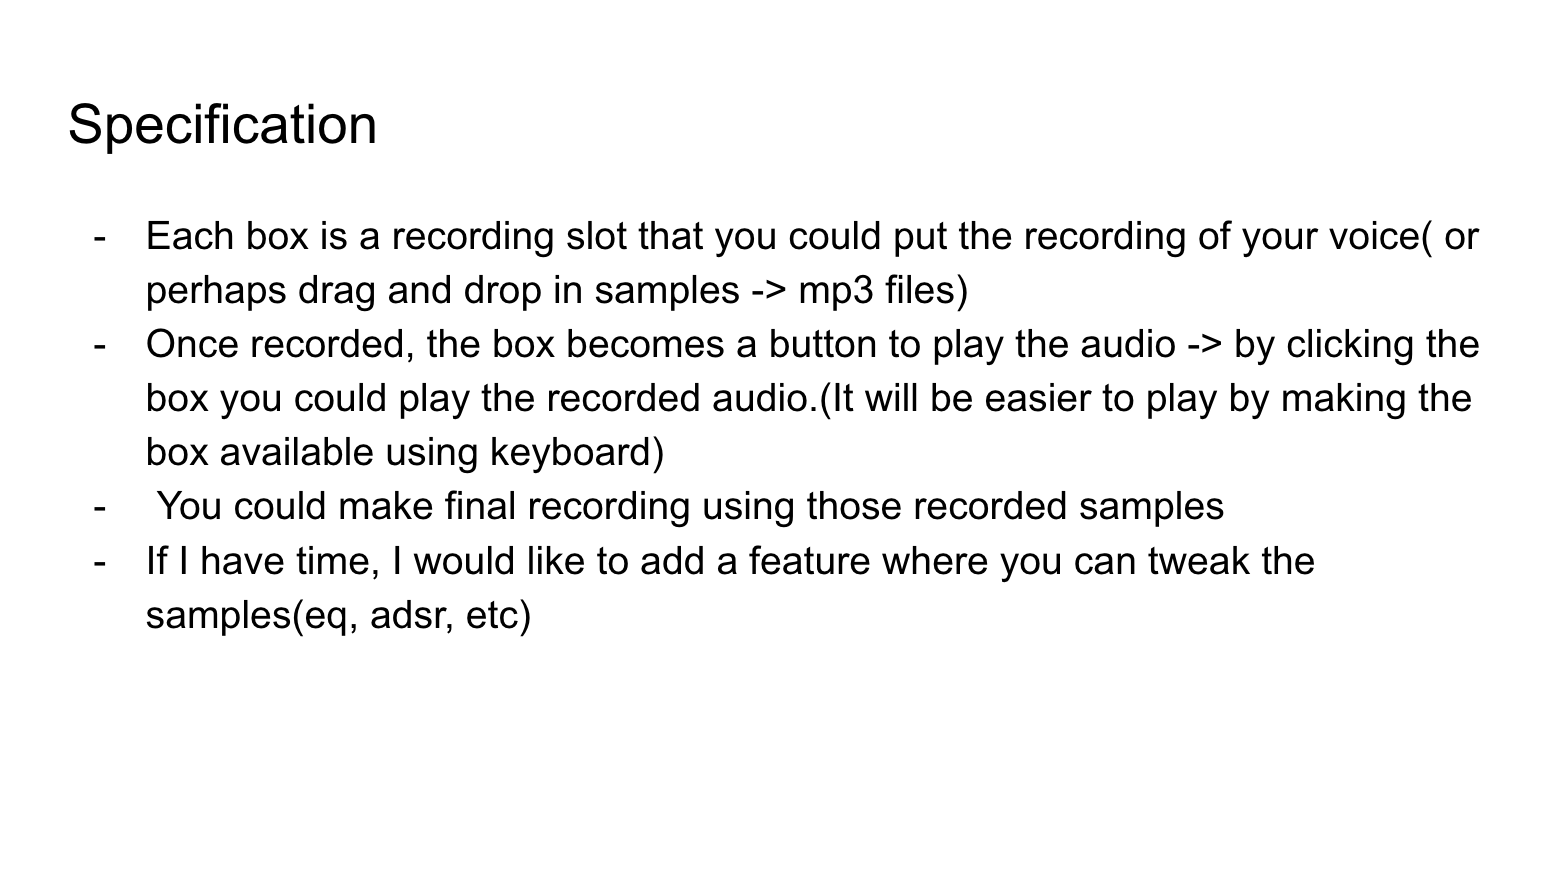 Specification
- Each box is a recording slot that you could put the recording of your voice( or
perhaps drag and drop in samples -> mp3 files)
- Once recorded, the box becomes a button to play the audio -> by clicking the
box you could play the recorded audio.(It will be easier to play by making the
box available using keyboard)
- You could make final recording using those recorded samples
- If I have time, I would like to add a feature where you can tweak the
samples(eq, adsr, etc)